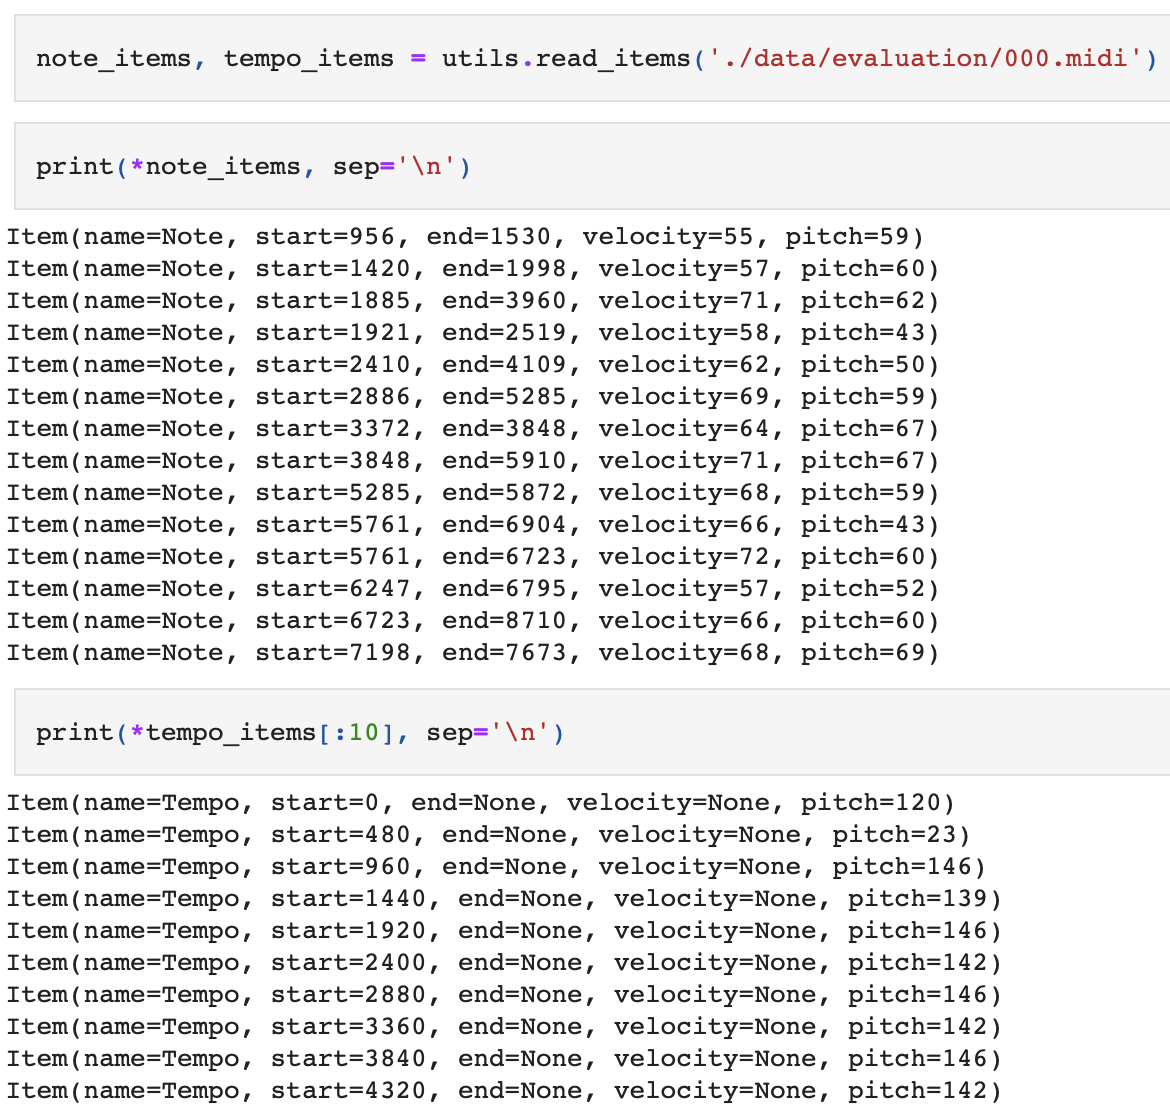 note_items, tempo_items = utils.read_items('./data/evaluation/000.midi')
print(*note_items, sep='\n')
Item(name=Note, start=956, end=1530, velocity=55, pitch=59)
Item(name=Note, start=1420, end=1998, velocity=57, pitch=60)
Item(name=Note, start=1885, end=3960, velocity=71, pitch=62)
Item(name=Note, start=1921, end=2519, velocity=58, pitch=43)
Item(name=Note, start=2410, end=4109, velocity=62, pitch=50)
Item(name=Note, start=2886, end=5285, velocity=69, pitch=59)
Item(name=Note, start=3372, end=3848, velocity=64, pitch=67)
Item(name=Note, start=3848, end=5910, velocity=71, pitch=67)
Item(name=Note, start=5285, end=5872, velocity=68, pitch=59)
Item(name=Note, start=5761, end=6904, velocity=66, pitch=43)
Item(name=Note, start=5761, end=6723, velocity=72, pitch=60)
Item(name=Note, start=6247, end=6795, velocity=57, pitch=52)
Item(name=Note, start=6723, end=8710, velocity=66, pitch=60)
Item(name=Note, start=7198, end=7673, velocity=68, pitch=69)
print(*tempo_items[:10], sep='\n')
Item(name=Tempo, start=0, end=None, velocity=None, pitch=120)
Item(name=Tempo, start=480, end=None, velocity=None, pitch=23)
Item(name=Tempo, start=960, end=None, velocity=None, pitch=146)
Item(name=Tempo, start=1440, end=None, velocity=None, pitch=139)
Item(name=Tempo, start=1920, end=None, velocity=None, pitch=146)
Item(name=Tempo, start=2400, end=None, velocity=None, pitch=142)
Item(name=Tempo, start=2880, end=None, velocity=None, pitch=146)
Item(name=Tempo, start=3360, end=None, velocity=None, pitch=142)
Item(name=Tempo, start=3840, end=None, velocity=None, pitch=146)
Item(name=Tempo, start=4320, end=None, velocity=None, pitch=142)